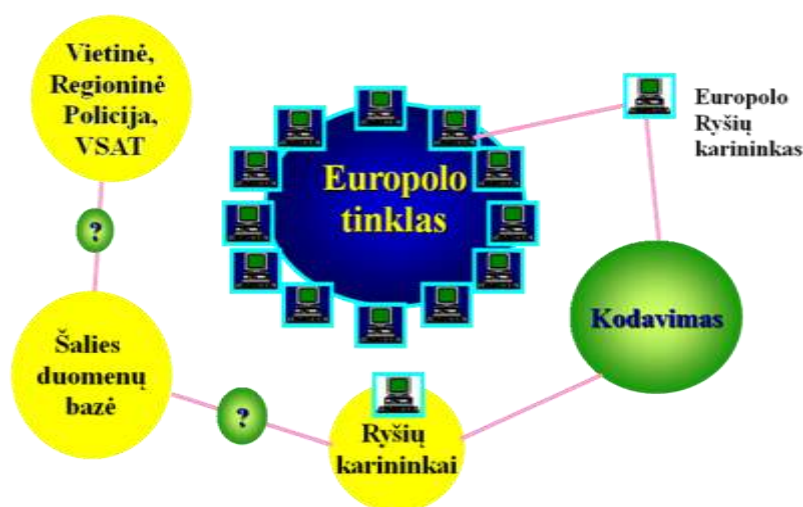 Vietinė,
Regioninė
Policija,
VSAT
?
Šalies
duomenų
bazė
?
Ryšių
karininkai
Kodavimas
Europolo
Ryšių
karininkas
Europolo
tinklas